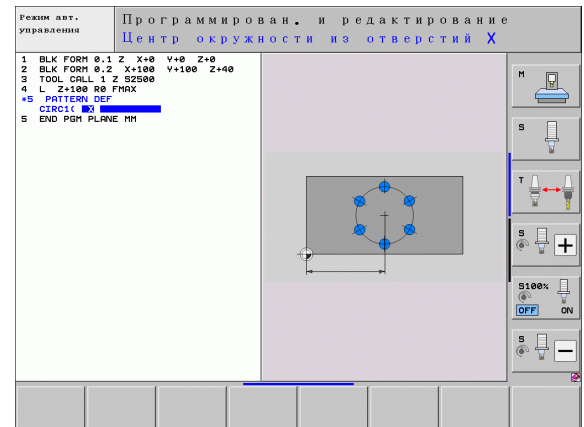 Режим авт.
управления
Программирован. и редактирование
Центр окружности из отверстий X
1 BLK FORM 0.1 Z X+0 Y+0 Z+0
2 BLK FORM 0.2 X+100 Y+100 Z+40
3 TOOL CALL 1 Z S2500
4 L Z+100 R0 FMAX
*5 PATTERN DEF
CIRC1( X
5 END PGM PLANE MM
M
S
T
S
S100%
OFF ON
S